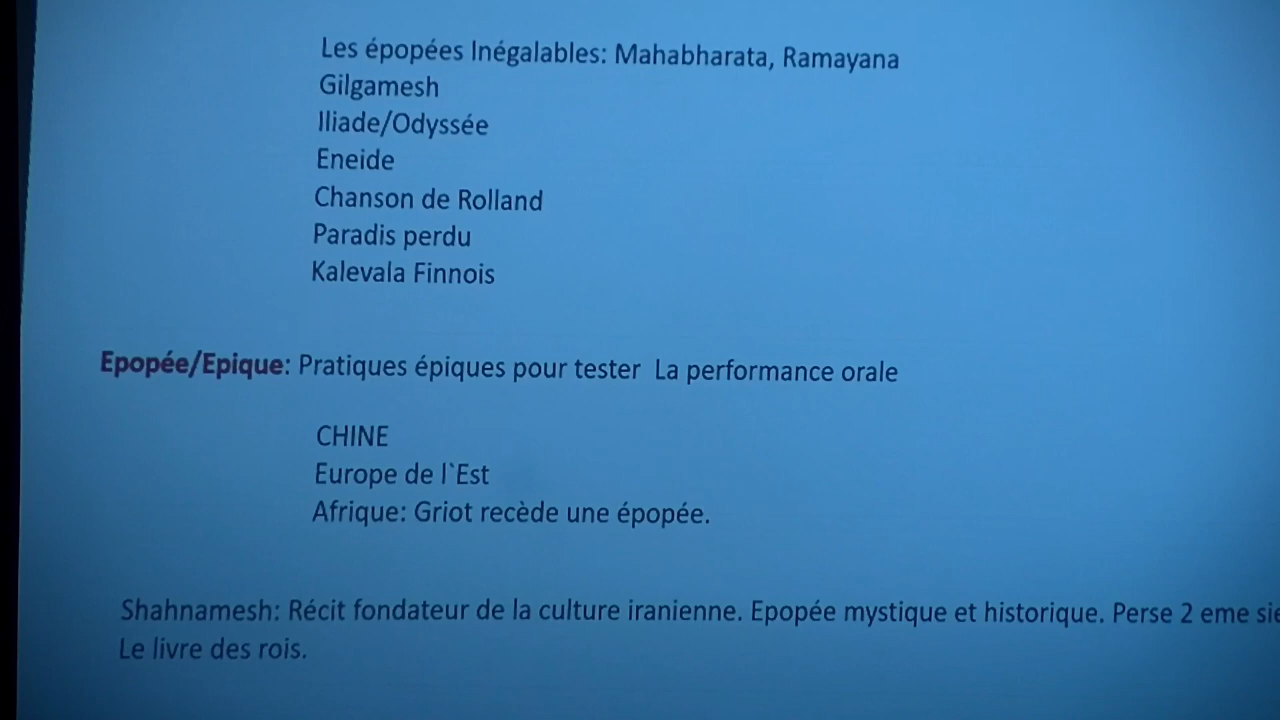 Les épopées Inégalables: Mahabharata, Ramayana
Gilgamesh
Iliade/Odyssée
Eneide
Chanson de Rolland
Paradis perdu
Kalevala Finnois
Epopée/Epique: Pratiques épiques pour tester La performance orale
CHINE
Europe de l`Est
Afrique: Griot recède une épopée.
Shahnamesh: Récit fondateur de la culture iranienne. Epopée mystique et historique. Perse 2 eme
Le livre des rois.